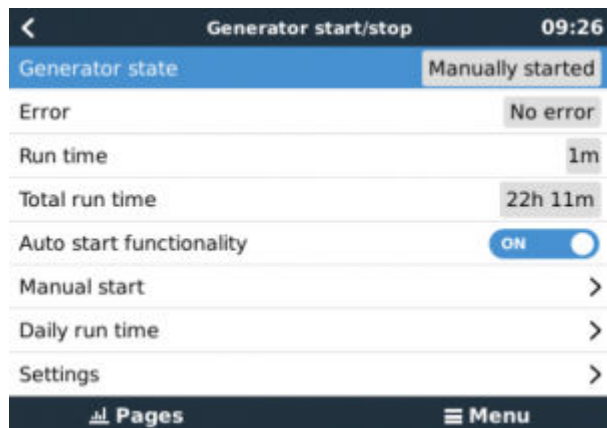 Generator start/stop 09:26
Generator state Manually started
Error No error
Run time 1m
Total run time 22h 11m
Auto start functionality ON
Manual start
Daily run time
Settings
Pages Menu